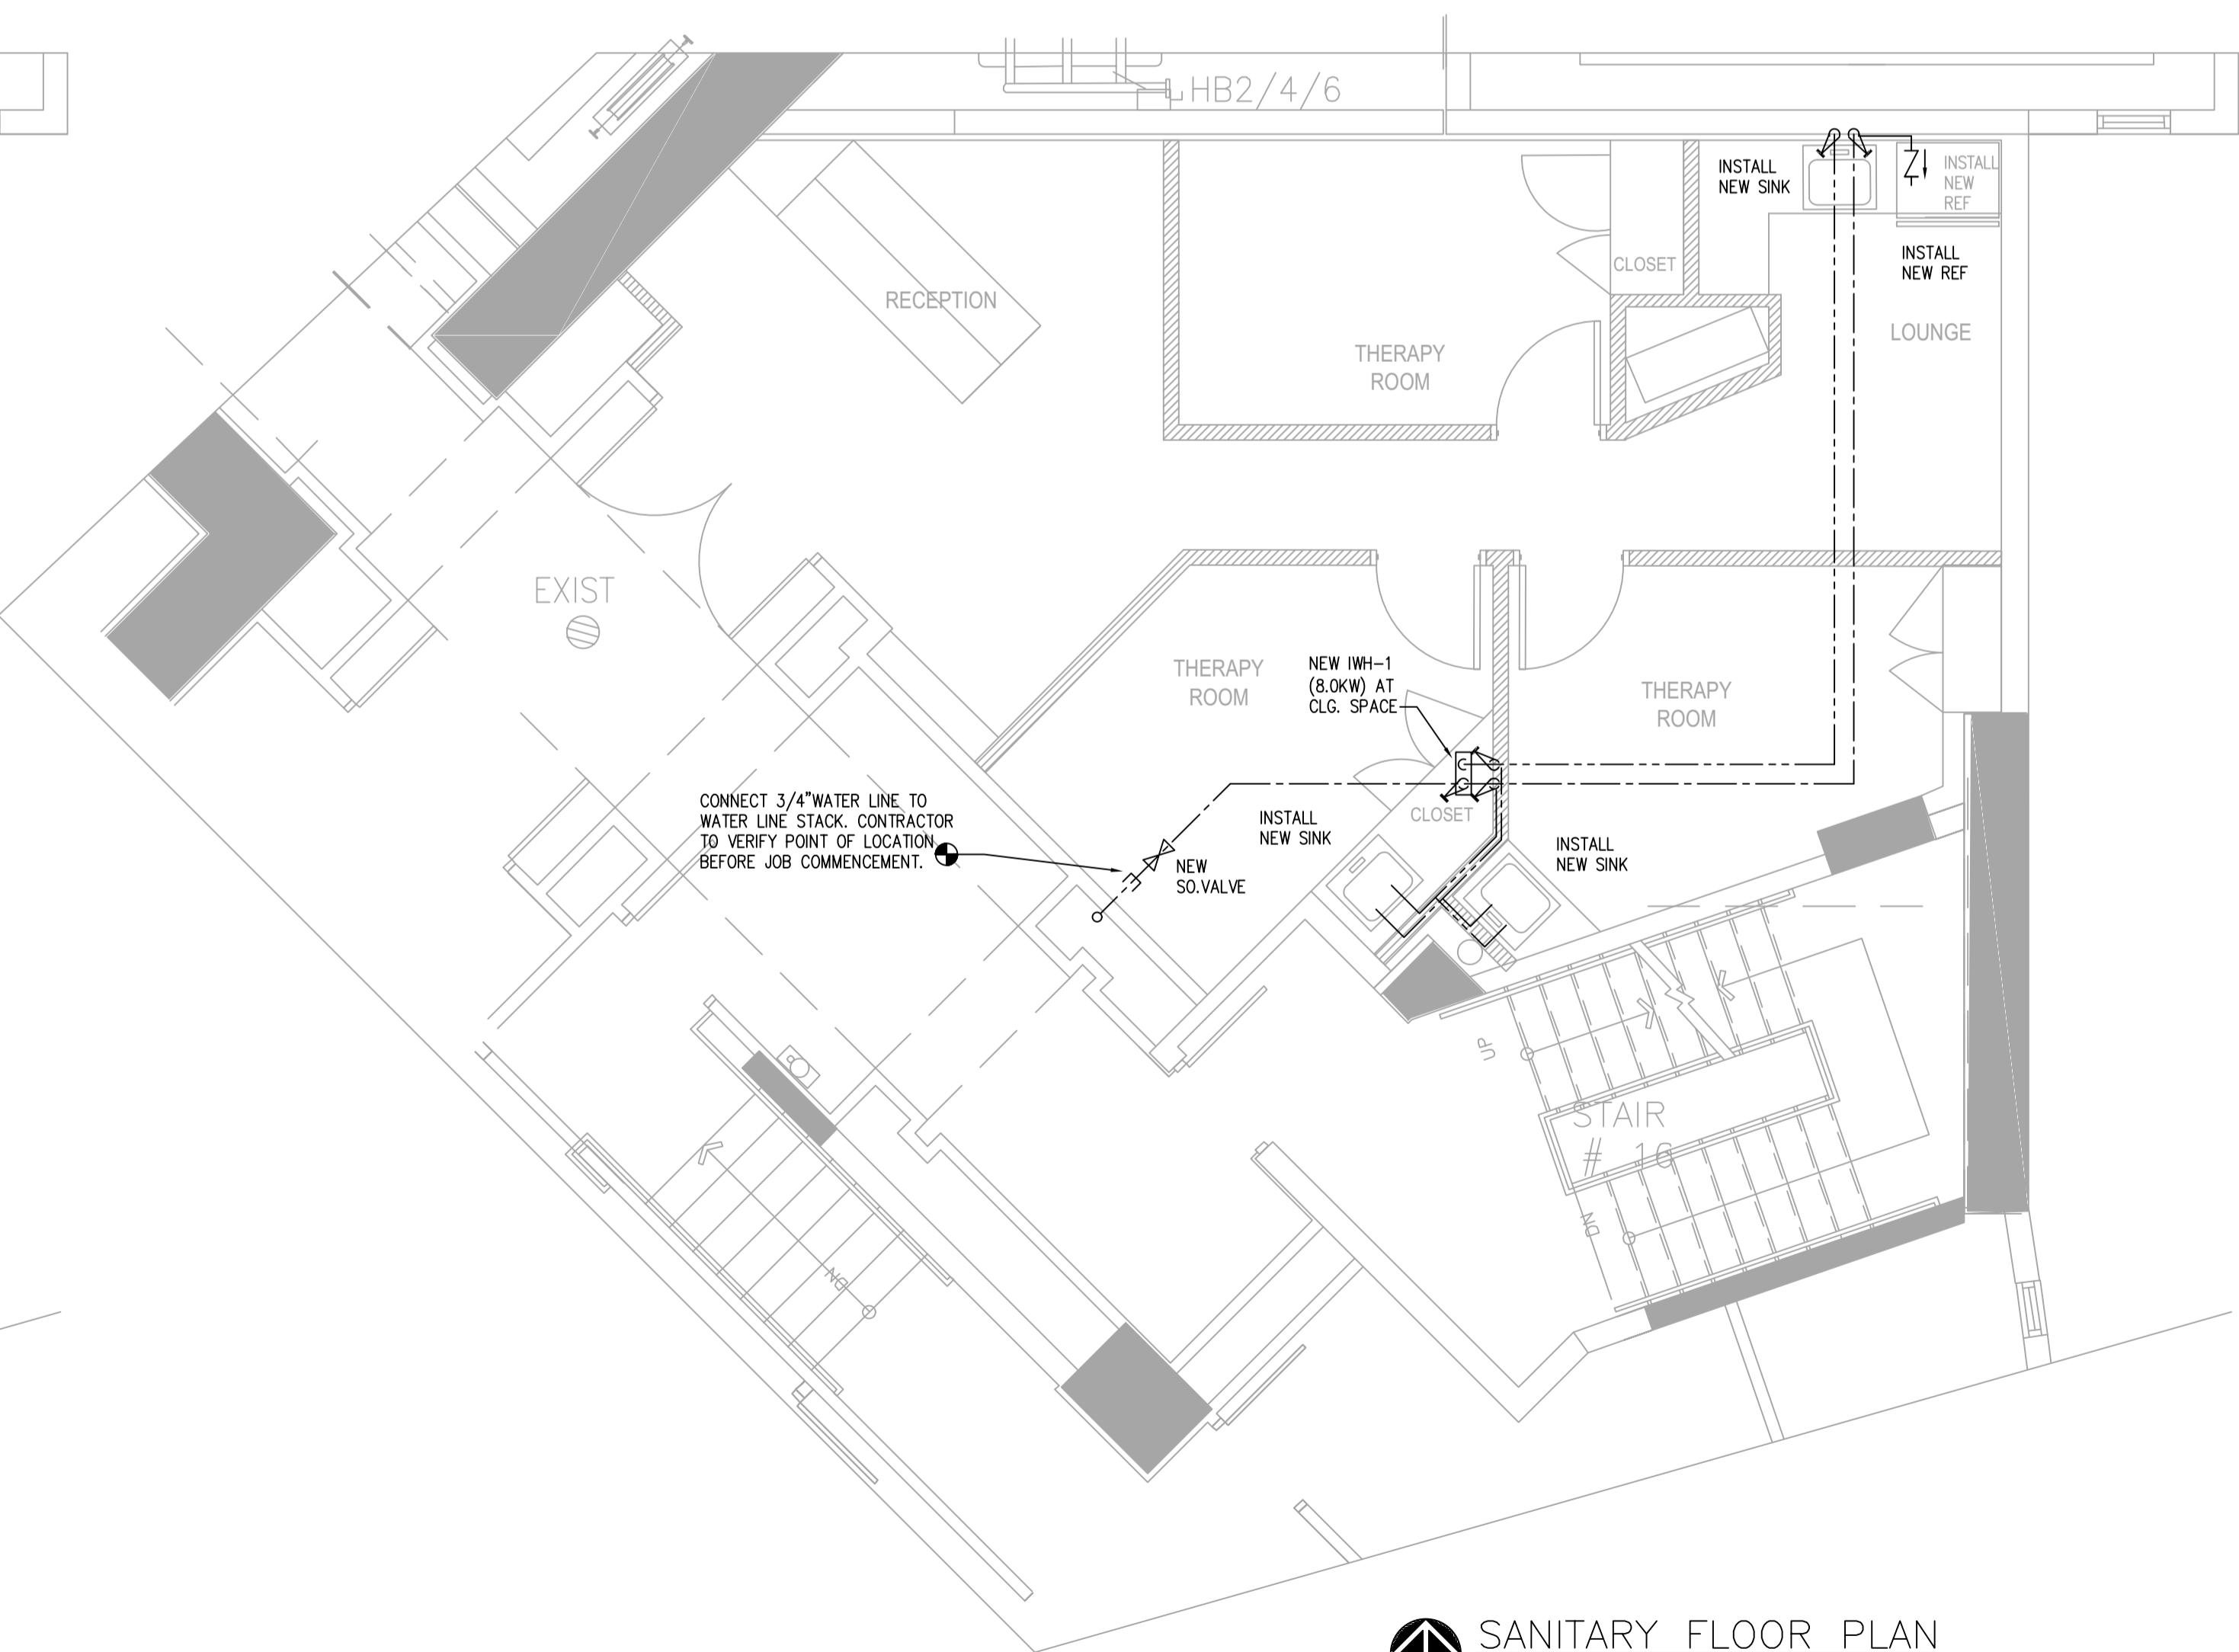 HB2/4/6
INSTALL
NEW SINK
INSTALL
NEW
REF
INSTALL
NEW REF
CLOSET
RECEPTION
LOUNGE
THERAPY
ROOM
EXIST
THERAPY
ROOM
NEW IWH-1
(8.0KW) AT
CLG. SPACE
THERAPY
ROOM
CONNECT 3/4"WATER LINE TO
WATER LINE STACK. CONTRACTOR
TO VERIFY POINT OF LOCATION
BEFORE JOB COMMENCEMENT.
INSTALL
NEW SINK
CLOSET
NEW
SO.VALVE
INSTALL
NEW SINK
UP
STAIR
# 16
DN
DN
SANITARY FLOOR PLAN